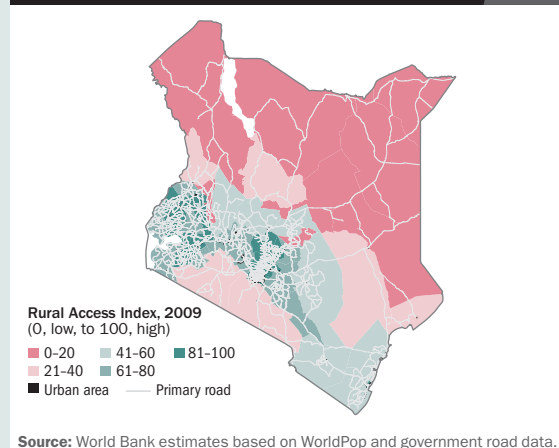 Rural Access Index, 2009
(0, low, to 100, high)
0–20 41–60 81–100
21–40 61–80
Urban area Primary road
Source: World Bank estimates based on WorldPop and government road data.